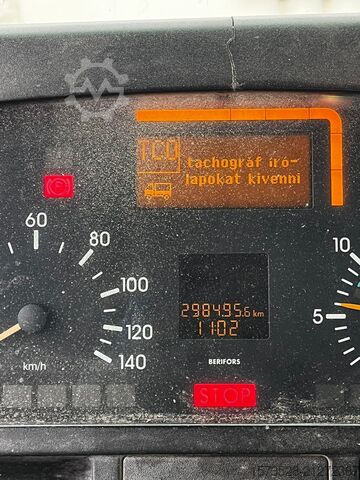 TCO
tachográf író-
lapokat kivenni
60
80
100
120
140
km/h
10
5
298495.6 km
1102
BERIFORS
STOP